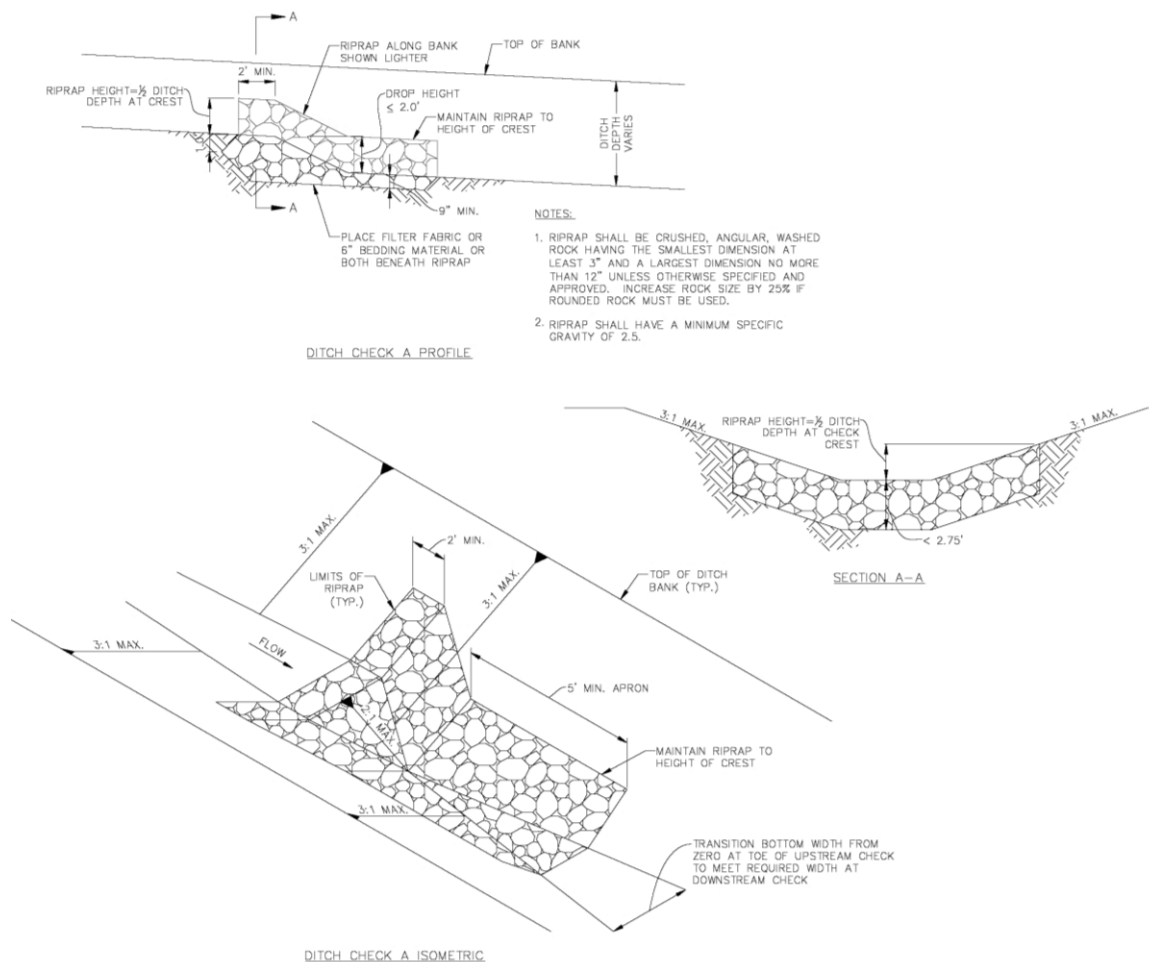 A
RIPRAP ALONG BANK
SHOWN LIGHTER
TOP OF BANK
2' MIN.
RIPRAP HEIGHT=½ DITCH
DEPTH AT CREST
DROP HEIGHT
≤ 2.0'
MAINTAIN RIPRAP TO
HEIGHT OF CREST
DITCH
DEPTH
VARIES
A
9" MIN.
PLACE FILTER FABRIC OR
6" BEDDING MATERIAL OR
BOTH BENEATH RIPRAP
NOTES:
1. RIPRAP SHALL BE CRUSHED, ANGULAR, WASHED
ROCK HAVING THE SMALLEST DIMENSION AT
LEAST 3" AND A LARGEST DIMENSION NO MORE
THAN 12" UNLESS OTHERWISE SPECIFIED AND
APPROVED. INCREASE ROCK SIZE BY 25% IF
ROUNDED ROCK MUST BE USED.
2. RIPRAP SHALL HAVE A MINIMUM SPECIFIC
GRAVITY OF 2.5.
DITCH CHECK A PROFILE
3:1 MAX.
RIPRAP HEIGHT=½ DITCH
DEPTH AT CHECK
CREST
3:1 MAX.
< 2.75'
SECTION A-A
3:1 MAX.
2' MIN.
LIMITS OF
RIPRAP
(TYP.)
3:1 MAX.
TOP OF DITCH
BANK (TYP.)
3:1 MAX.
FLOW
5' MIN. APRON
2:1 MAX.
MAINTAIN RIPRAP TO
HEIGHT OF CREST
3:1 MAX.
TRANSITION BOTTOM WIDTH FROM
ZERO AT TOE OF UPSTREAM CHECK
TO MEET REQUIRED WIDTH AT
DOWNSTREAM CHECK
DITCH CHECK A ISOMETRIC